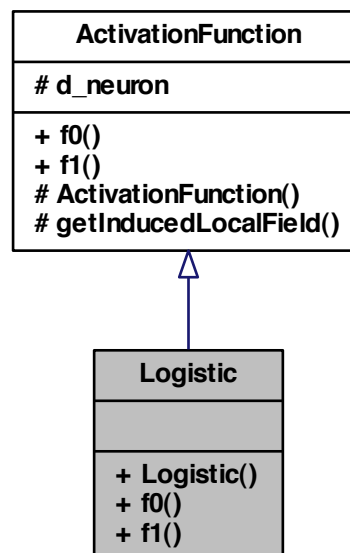 ActivationFunction
# d_neuron
+ f0()
+ f1()
# ActivationFunction()
# getInducedLocalField()
Logistic
+ Logistic()
+ f0()
+ f1()